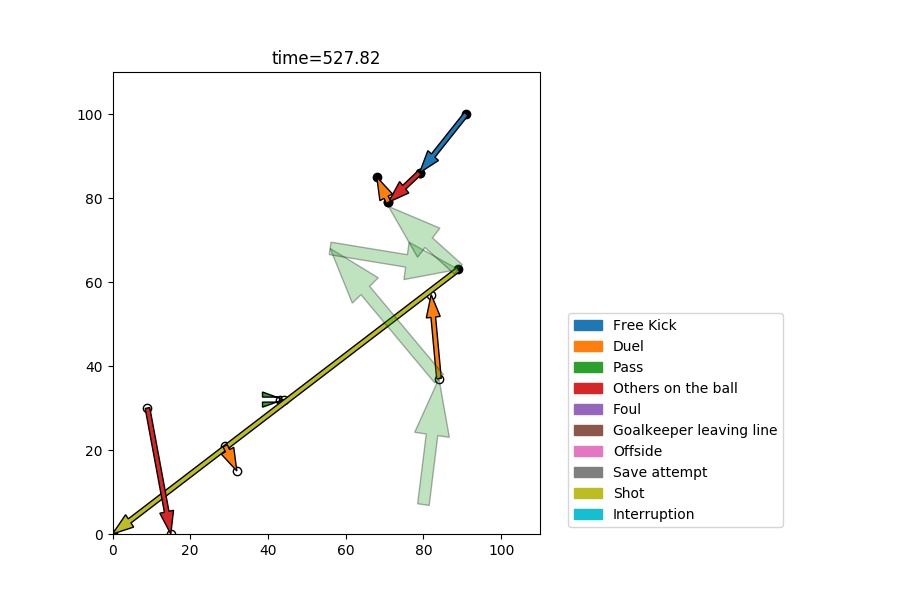 time=527.82
100
80
60
40
20
0
0 20 40 60 80 100
Free Kick
Duel
Pass
Others on the ball
Foul
Goalkeeper leaving line
Offside
Save attempt
Shot
Interruption